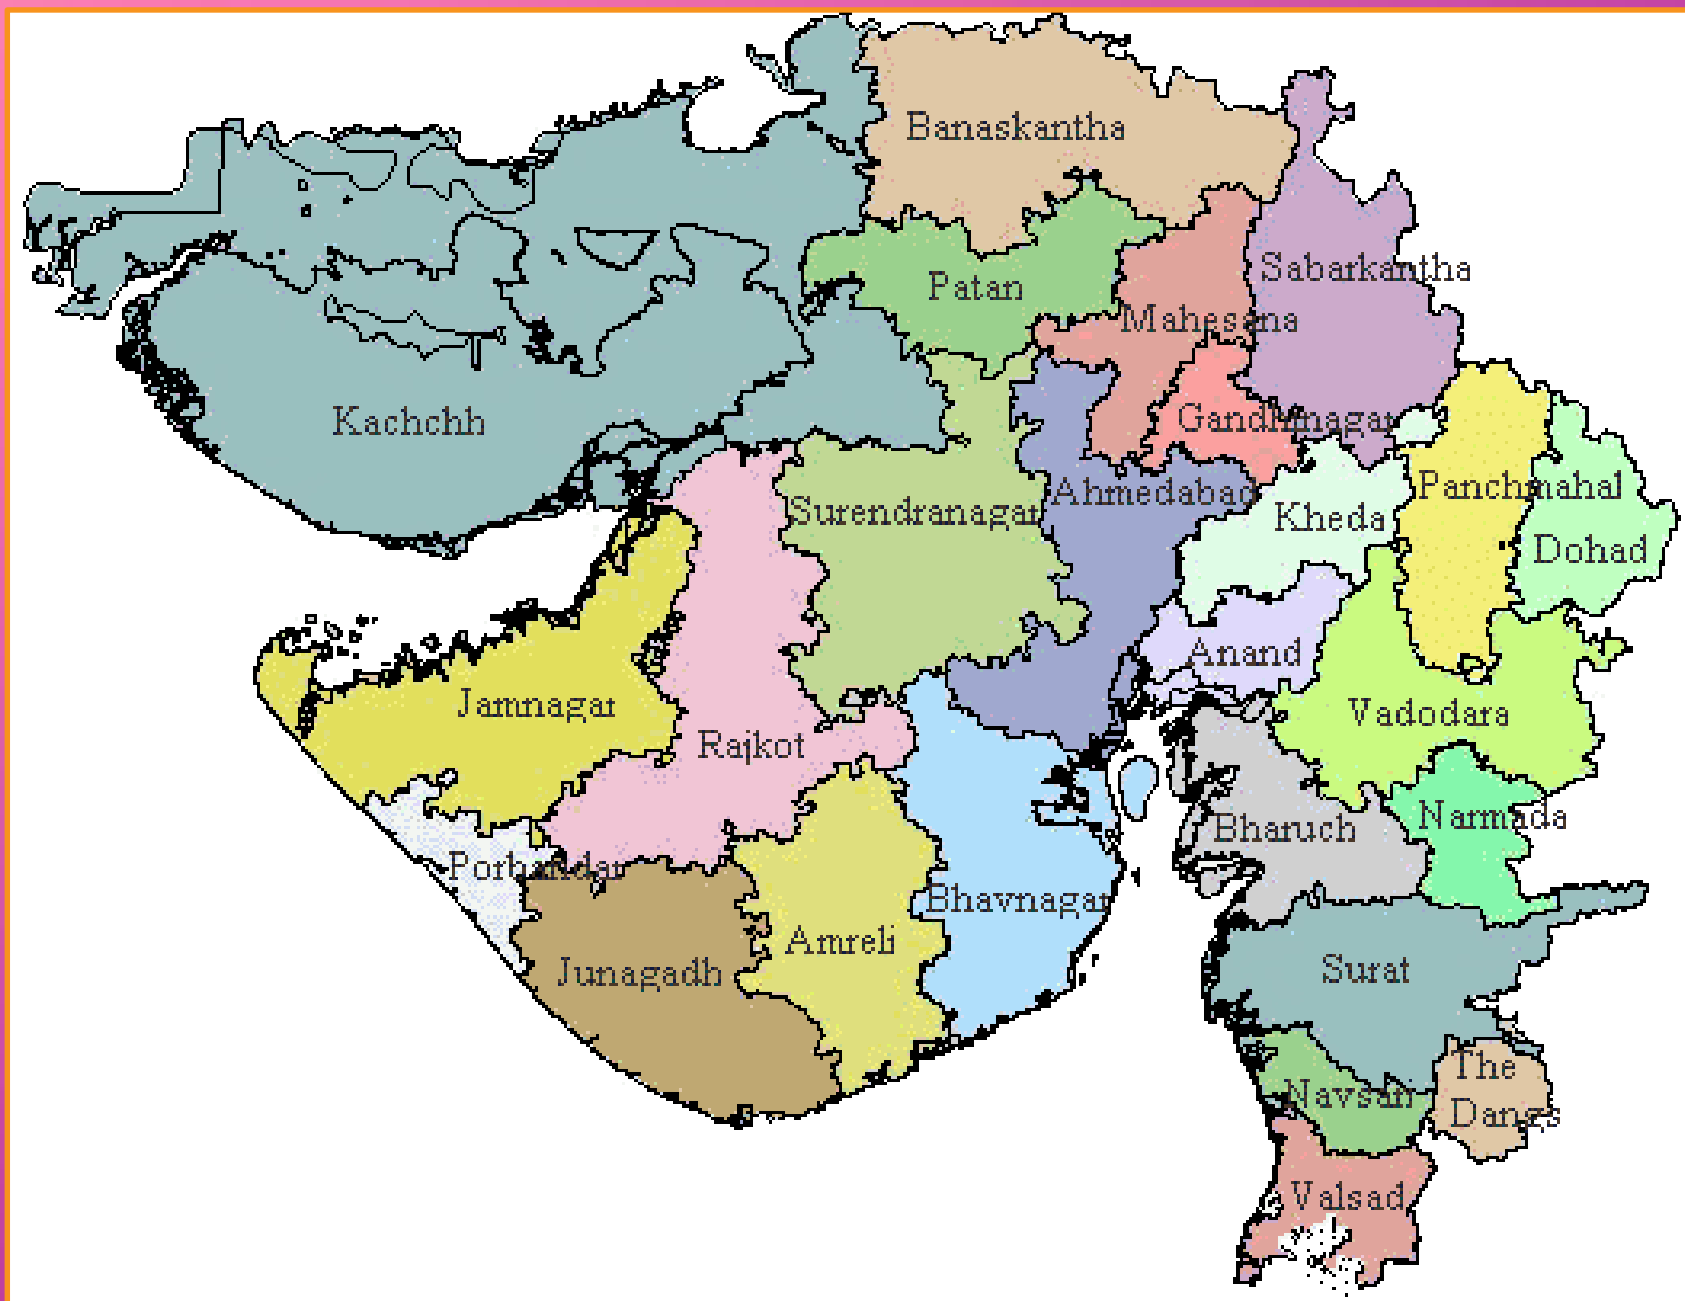 Banaskantha
Sabarkantha
Patan
Mahesana
Kachchh
Gandhinagar
Panchmahal
Ahmedabad
Surendranagar
Kheda
Dohad
Anand
Jamnagar
Vadodara
Rajkot
Narmada
Bharuch
Porbandar
Bhavnagar
Amreli
Junagadh
Surat
The
Dangs
Navsari
Valsad